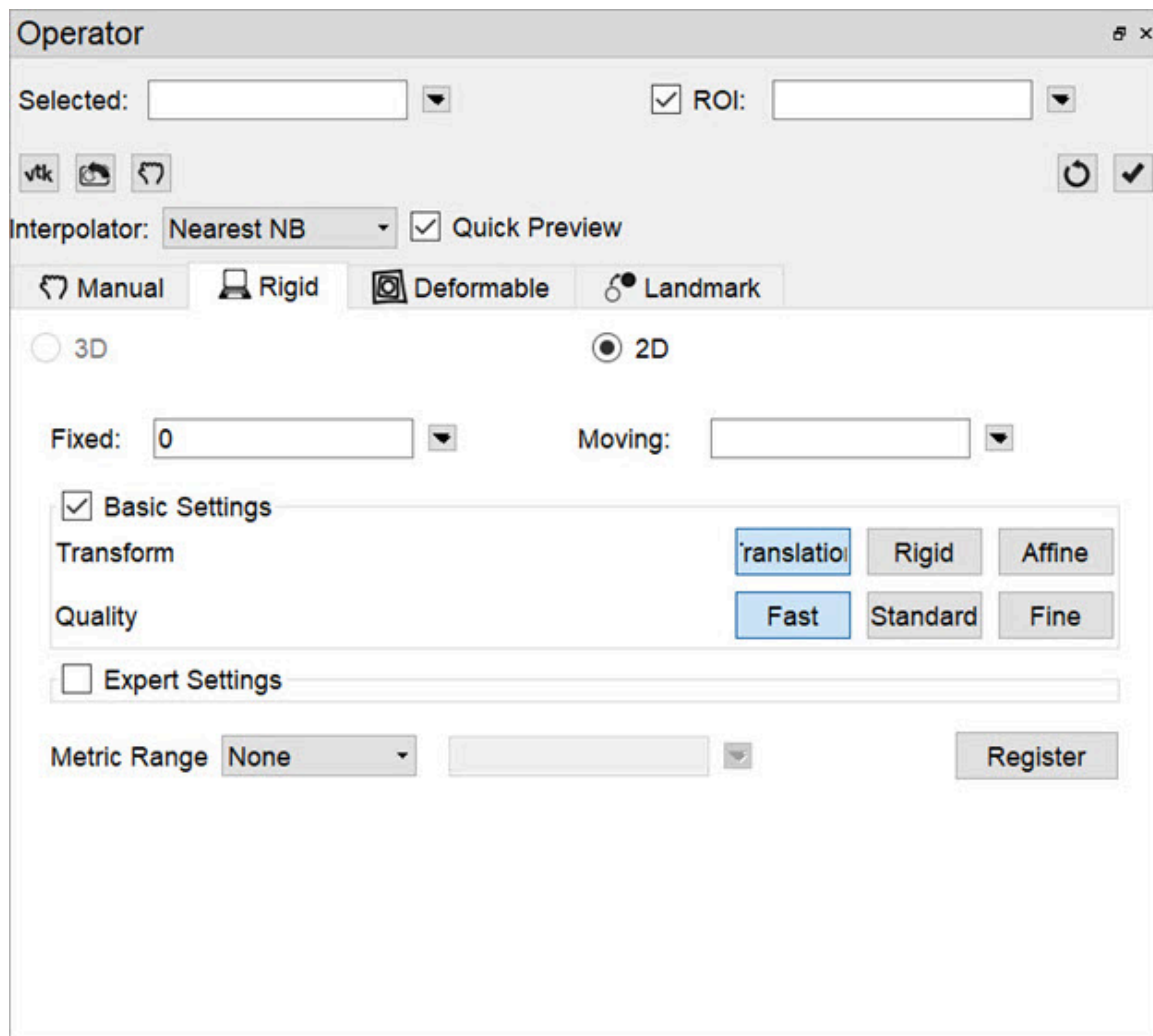 Operator
Selected: ROI:
vtk
Interpolator: Nearest NB Quick Preview
Manual Rigid Deformable Landmark
3D 2D
Fixed: 0 Moving:
Basic Settings
Transform Translation Rigid Affine
Quality Fast Standard Fine
Expert Settings
Metric Range None Register